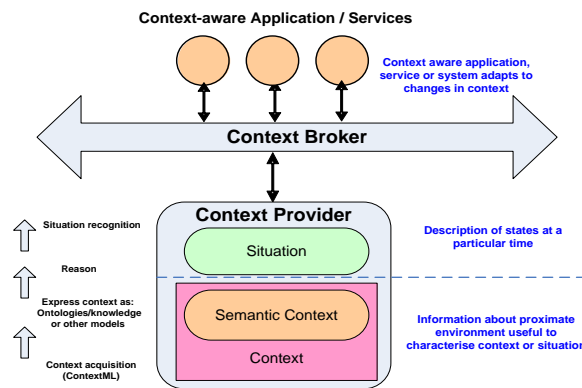 Context-aware Application / Services
Context aware application,
service or system adapts to
changes in context
Context Broker
Context Provider
Situation
Semantic Context
Context
Situation recognition
Reason
Express context as:
Ontologies/knowledge
or other models
Context acquisition
(ContextML)
Description of states at a
particular time
Information about proximate
environment useful to
characterise context or situation